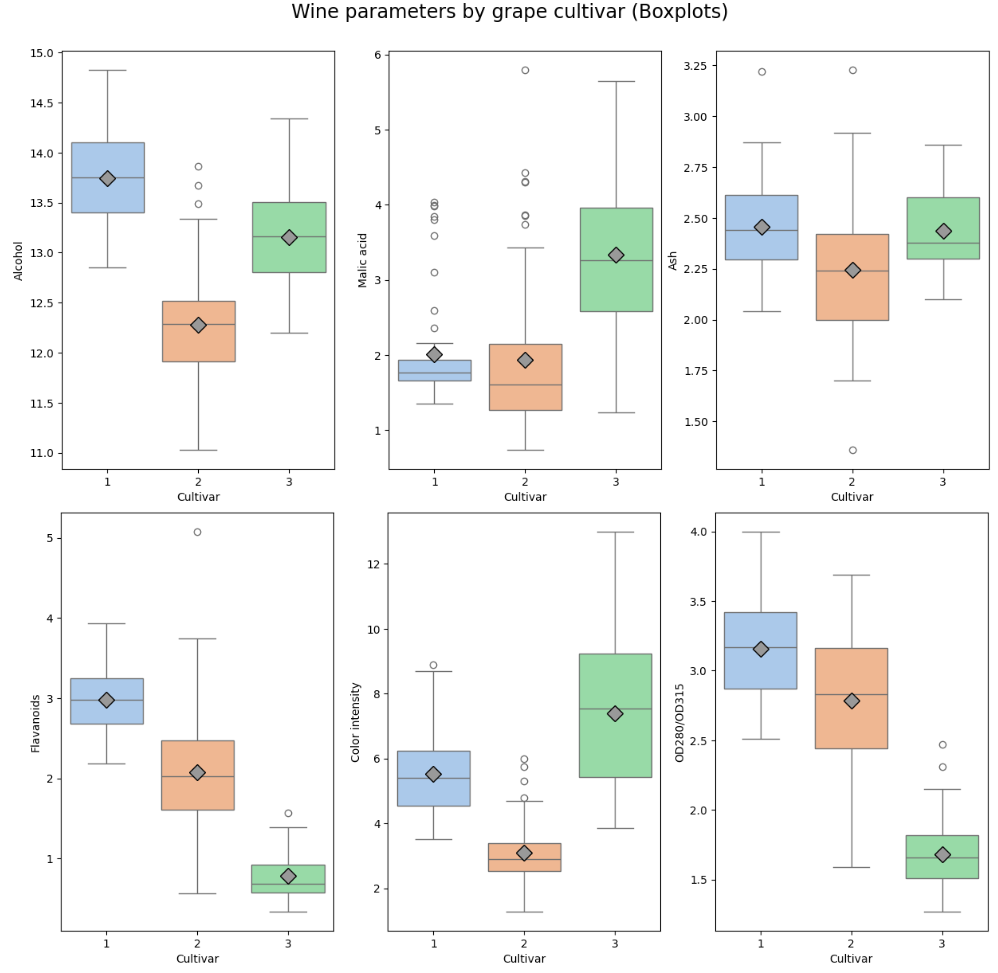 Wine parameters by grape cultivar (Boxplots)
15.0
14.5
14.0
13.5
13.0
12.5
12.0
11.5
11.0
Alcohol
1 2 3
Cultivar
6
5
4
3
2
1
Malic acid
1 2 3
Cultivar
3.25
3.00
2.75
2.50
2.25
2.00
1.75
1.50
Ash
1 2 3
Cultivar
5
4
3
2
1
Flavanoids
1 2 3
Cultivar
12
10
8
6
4
2
Color intensity
1 2 3
Cultivar
4.0
3.5
3.0
2.5
2.0
1.5
OD280/OD315
1 2 3
Cultivar